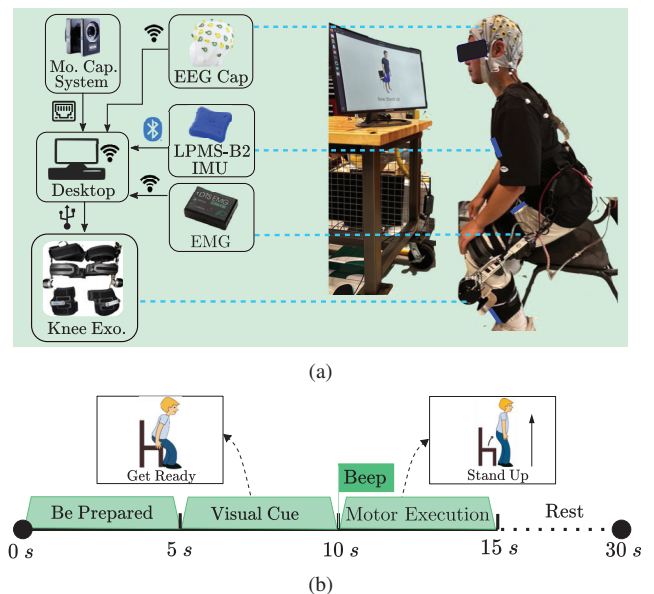 Mo. Cap.
System
EEG Cap
LPMS-B2
IMU
Desktop
EMG
Knee Exo.
(a)
Get Ready
Stand Up
Beep
Be Prepared
Visual Cue
Motor Execution
Rest
0 s
5 s
10 s
15 s
30 s
(b)